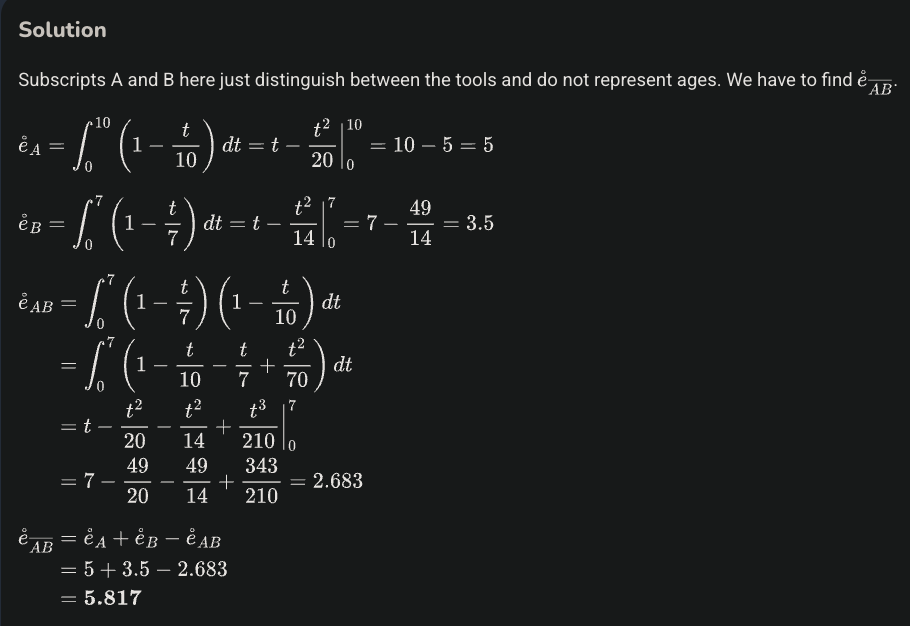 Solution
Subscripts A and B here just distinguish between the tools and do not represent ages. We have to find $\mathring{e}_{\overline{AB}}$.
$\mathring{e}_A = \int_0^{10} \left(1 - \frac{t}{10}\right) dt = t - \frac{t^2}{20} \Big|_0^{10} = 10 - 5 = 5$
$\mathring{e}_B = \int_0^7 \left(1 - \frac{t}{7}\right) dt = t - \frac{t^2}{14} \Big|_0^7 = 7 - \frac{49}{14} = 3.5$
$\mathring{e}_{AB} = \int_0^7 \left(1 - \frac{t}{7}\right) \left(1 - \frac{t}{10}\right) dt$
$= \int_0^7 \left(1 - \frac{t}{10} - \frac{t}{7} + \frac{t^2}{70}\right) dt$
$= t - \frac{t^2}{20} - \frac{t^2}{14} + \frac{t^3}{210} \Big|_0^7$
$= 7 - \frac{49}{20} - \frac{49}{14} + \frac{343}{210} = 2.683$
$\mathring{e}_{\overline{AB}} = \mathring{e}_A + \mathring{e}_B - \mathring{e}_{AB}$
$= 5 + 3.5 - 2.683$
$= \mathbf{5.817}$